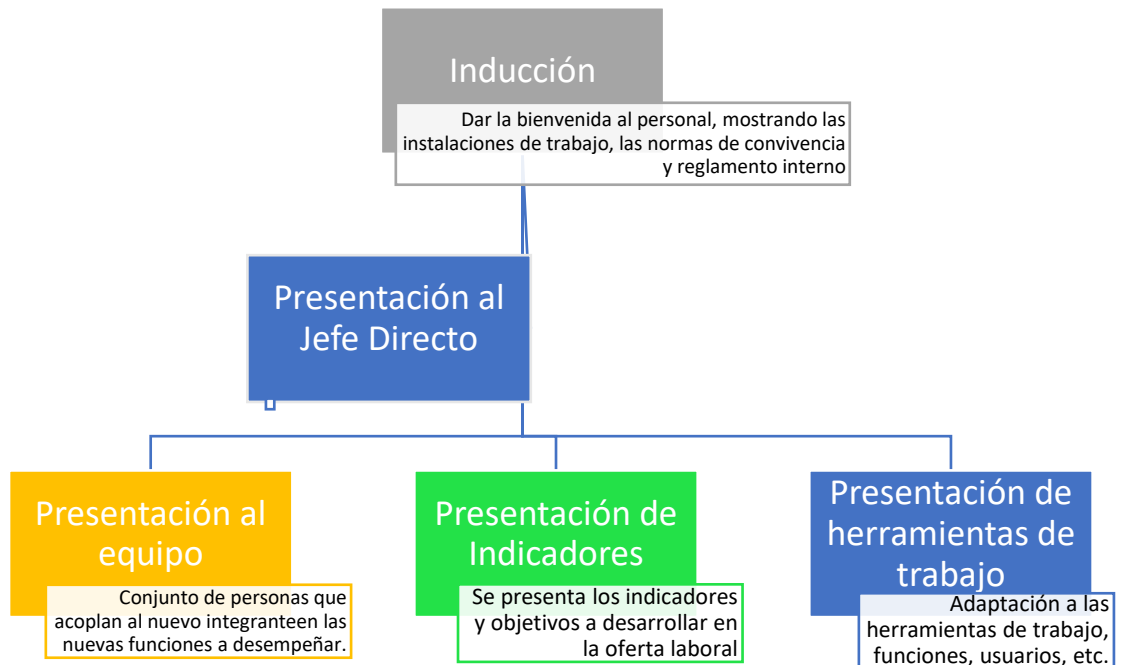 Inducción
Dar la bienvenida al personal, mostrando las
instalaciones de trabajo, las normas de convivencia
y reglamento interno
Presentación al
Jefe Directo
Presentación al
equipo
Conjunto de personas que
acoplan al nuevo integranteen las
nuevas funciones a desempeñar.
Presentación de
Indicadores
Se presenta los indicadores
y objetivos a desarrollar en
la oferta laboral
Presentación de
herramientas de
trabajo
Adaptación a las
herramientas de trabajo,
funciones, usuarios, etc.